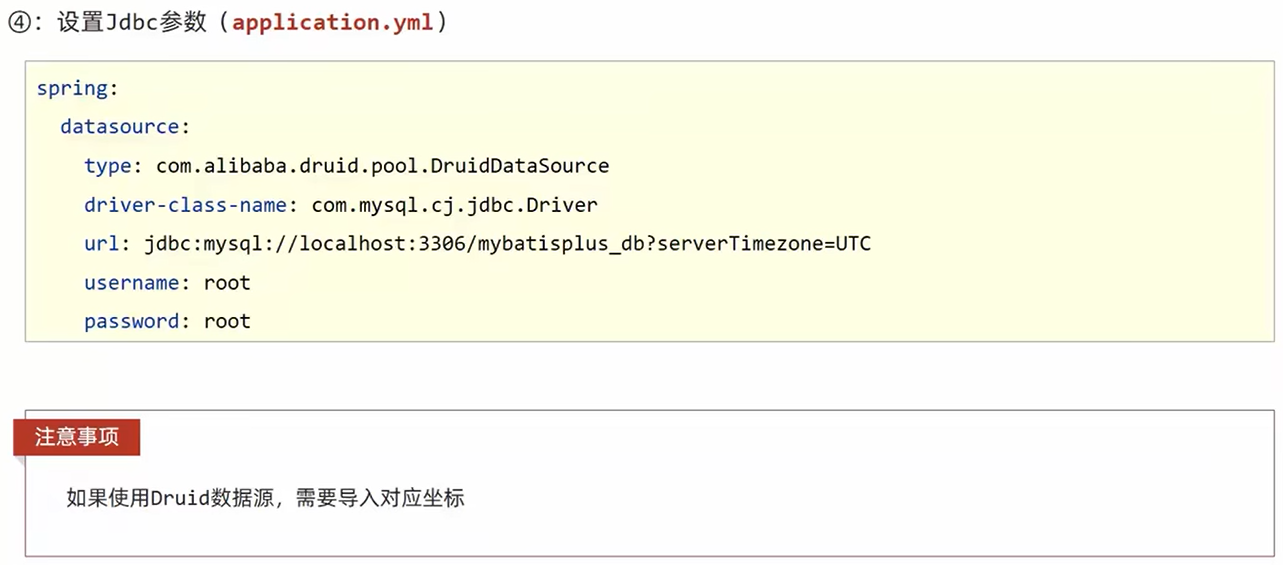 ④：设置Jdbc参数（application.yml）
spring:
  datasource:
    type: com.alibaba.druid.pool.DruidDataSource
    driver-class-name: com.mysql.cj.jdbc.Driver
    url: jdbc:mysql://localhost:3306/mybatisplus_db?serverTimezone=UTC
    username: root
    password: root
注意事项
如果使用Druid数据源，需要导入对应坐标